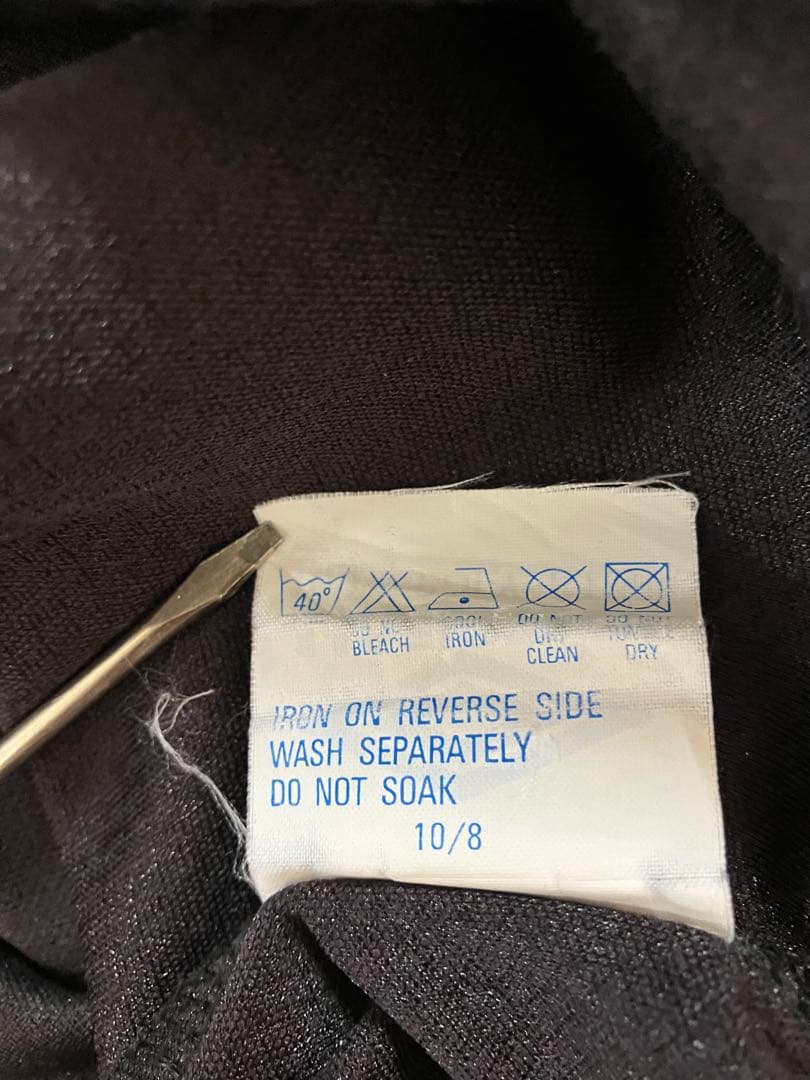 40°
BLEACH
IRON
CLEAN
DRY
IRON ON REVERSE SIDE
WASH SEPARATELY
DO NOT SOAK
10/8